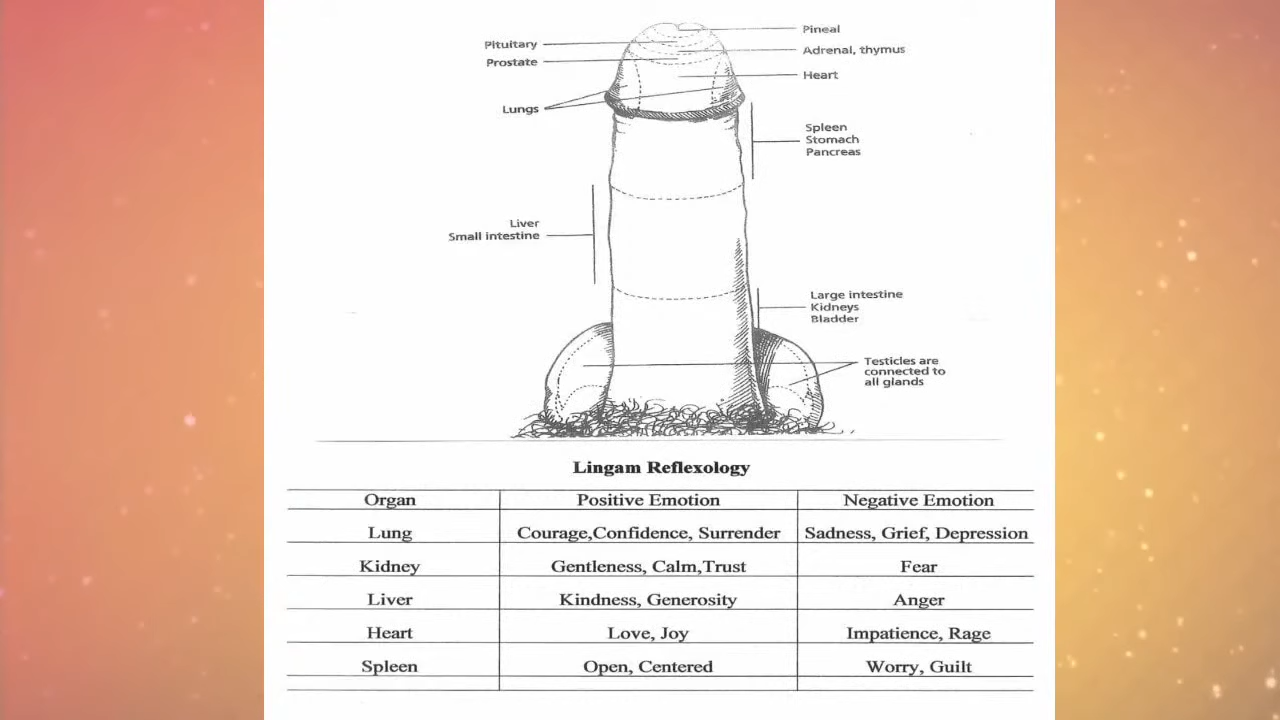 Pineal
Pituitary
Adrenal, thymus
Prostate
Heart
Lungs
Spleen
Stomach
Pancreas
Liver
Small intestine
Large intestine
Kidneys
Bladder
Testicles are
connected to
all glands
Lingam Reflexology
Organ Positive Emotion Negative Emotion
Lung Courage,Confidence, Surrender Sadness, Grief, Depression
Kidney Gentleness, Calm,Trust Fear
Liver Kindness, Generosity Anger
Heart Love, Joy Impatience, Rage
Spleen Open, Centered Worry, Guilt